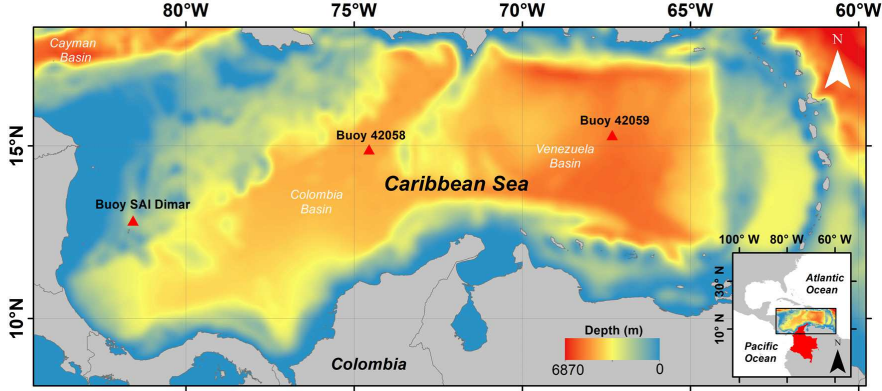 80°W 75°W 70°W 65°W 60°W
Cayman
Basin
N
Buoy 42058
Buoy 42059
15°N
Venezuela
Basin
Caribbean Sea
Colombia
Basin
Buoy SAI Dimar
100° W 80° W 60° W
30° N
Atlantic
Ocean
10°N
10° N
Depth (m)
6870 0
Pacific
Ocean
N
Colombia